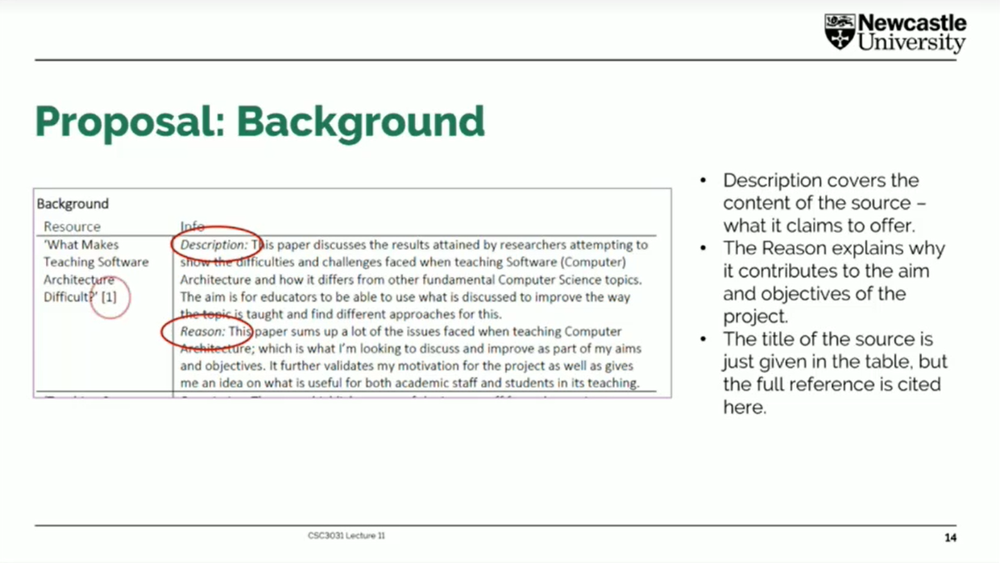 Newcastle
University
Proposal: Background
Background
Resource Info
'What Makes
Teaching Software
Architecture
Difficult?' [1]
Description: This paper discusses the results attained by researchers attempting to
show the difficulties and challenges faced when teaching Software (Computer)
Architecture and how it differs from other fundamental Computer Science topics.
The aim is for educators to be able to use what is discussed to improve the way
the topic is taught and find different approaches for this.
Reason: This paper sums up a lot of the issues faced when teaching Computer
Architecture; which is what I'm looking to discuss and improve as part of my aims
and objectives. It further validates my motivation for the project as well as gives
me an idea on what is useful for both academic staff and students in its teaching.
• Description covers the
content of the source –
what it claims to offer.
• The Reason explains why
it contributes to the aim
and objectives of the
project.
• The title of the source is
just given in the table, but
the full reference is cited
here.
CSC3031 Lecture 11
14